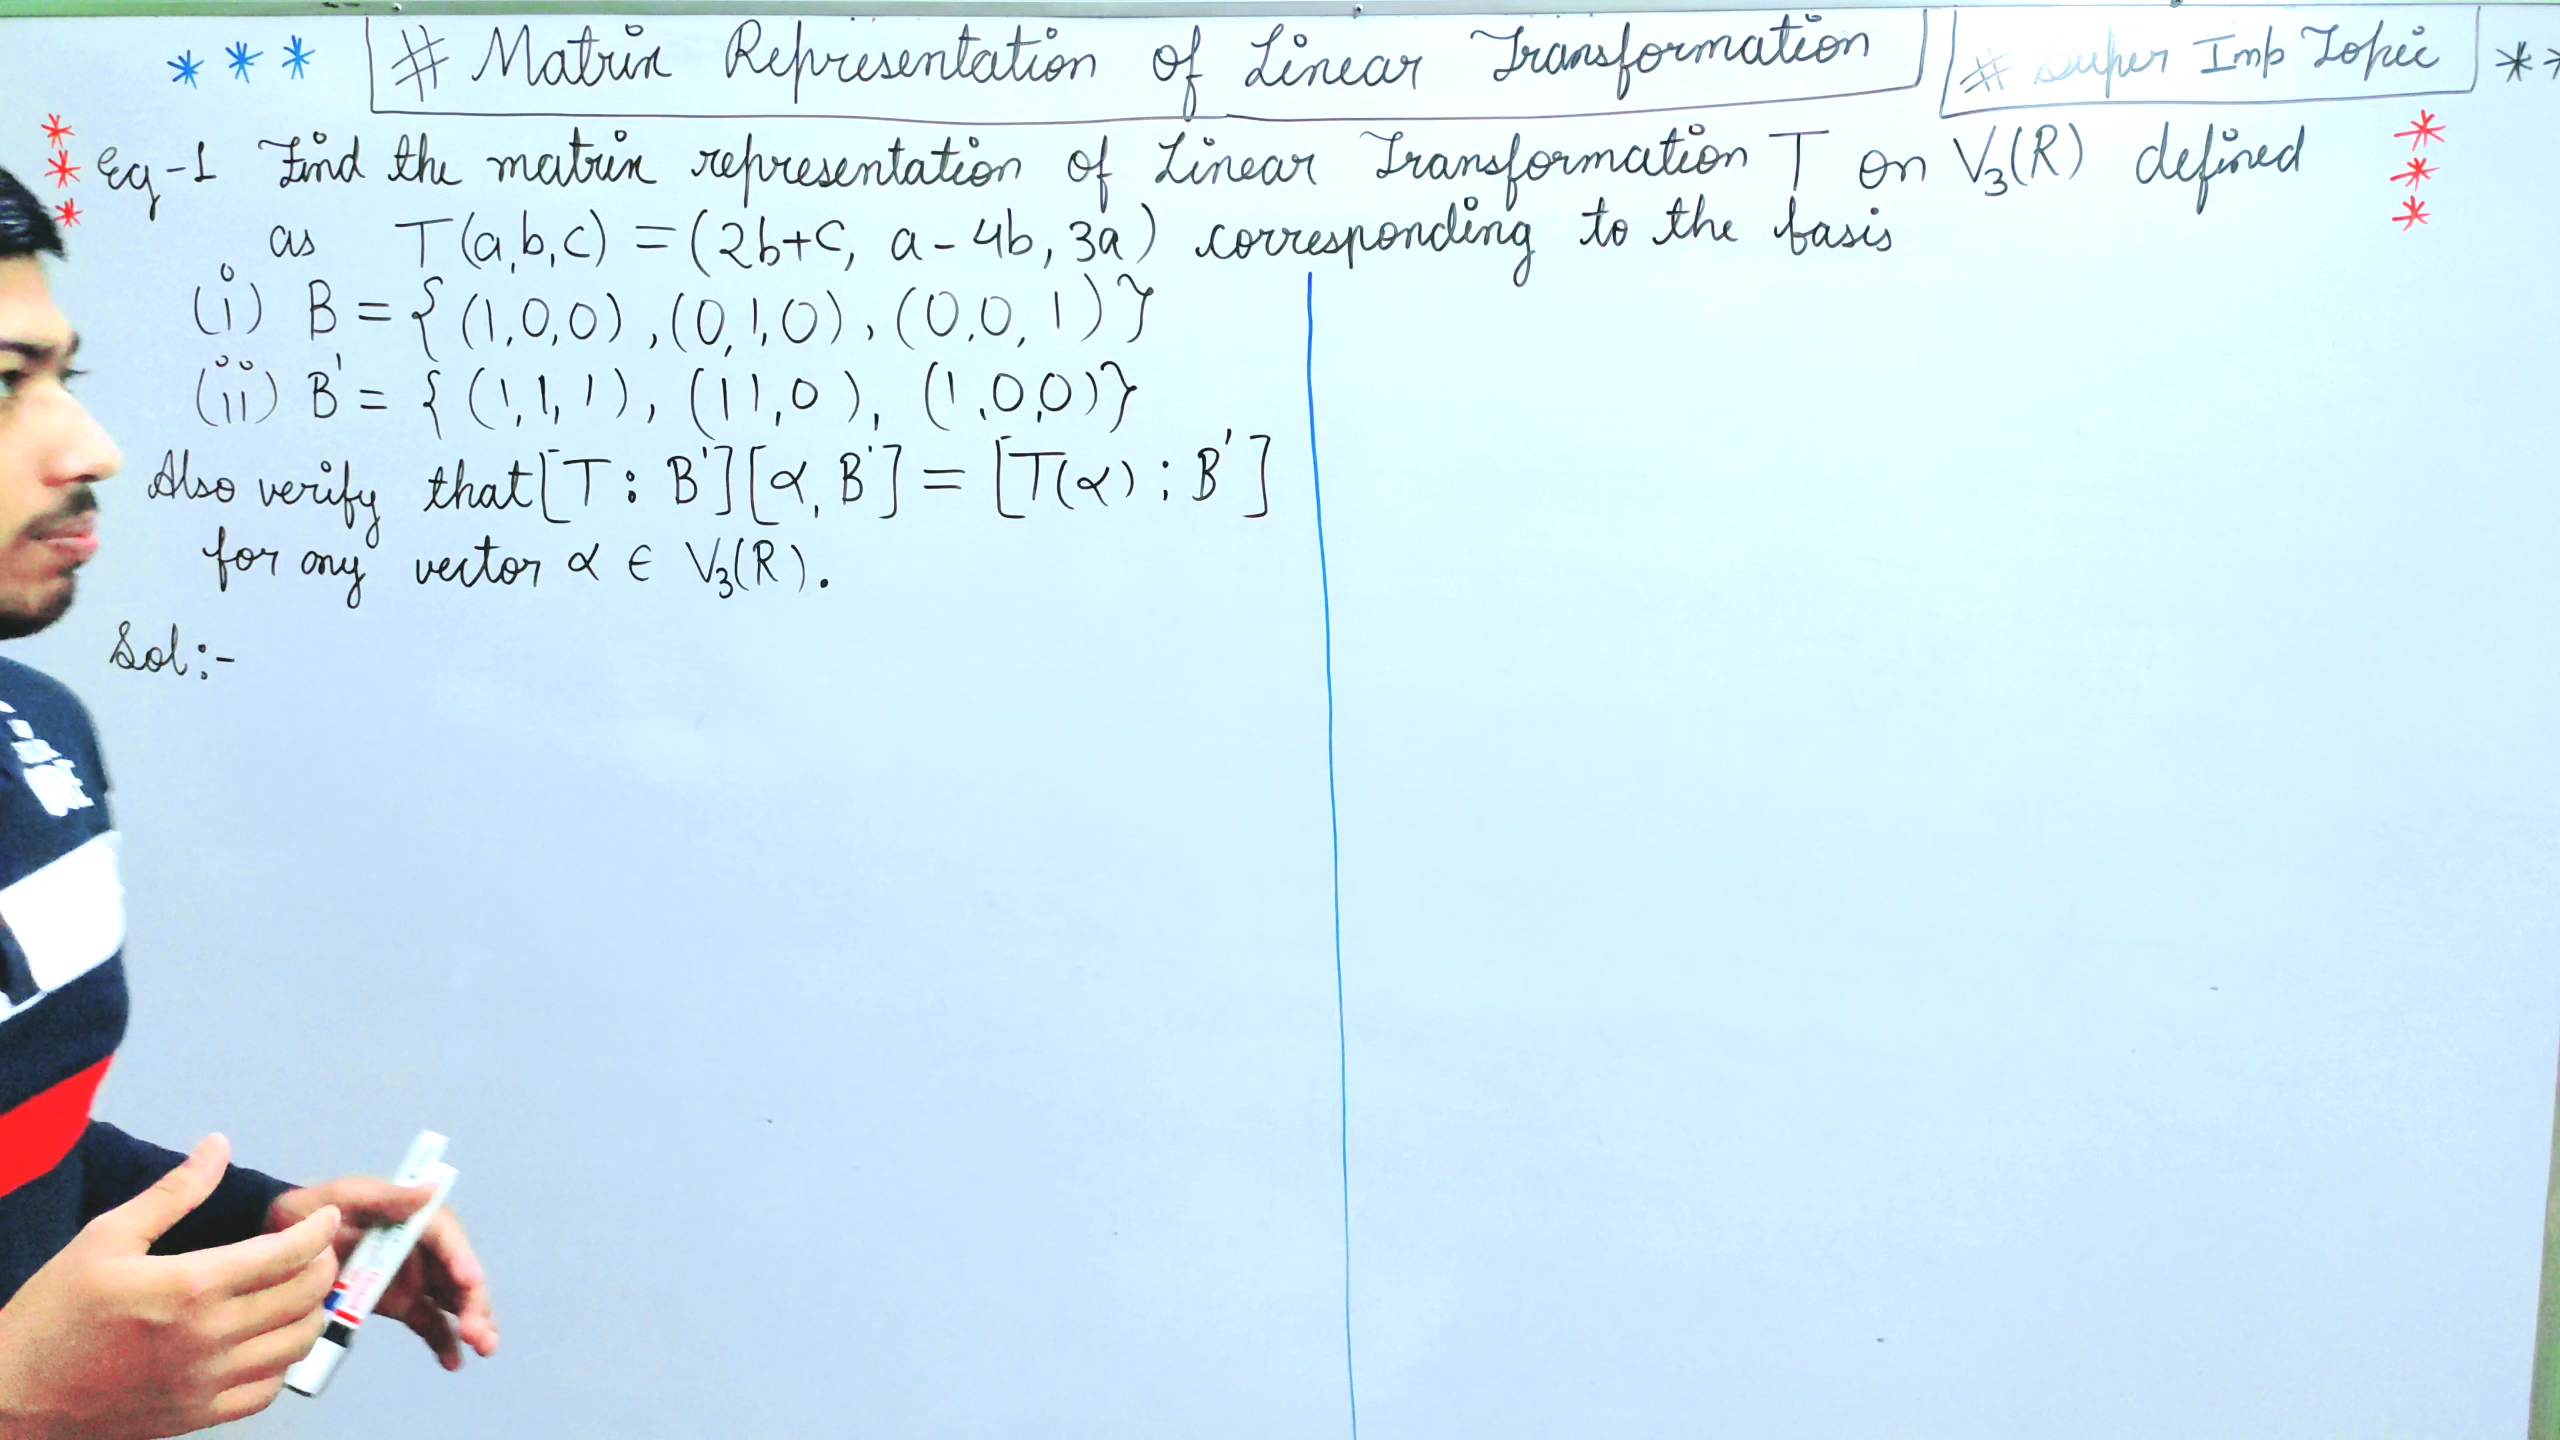 *** # Matrix Representation of Linear Transformation # Super Imp Topic **
Eg-1 Find the matrix representation of Linear Transformation T on V₃(R) defined
as T(a,b,c) = (2b+c, a-4b, 3a) corresponding to the basis
(i) B = {(1,0,0), (0,1,0), (0,0,1)}
(ii) B' = {(1,1,1), (1 1,0), (1,0,0)}
Also verify that [T : B'][α, B'] = [T(α) ; B']
for any vector α ∈ V₃(R).
Sol:-